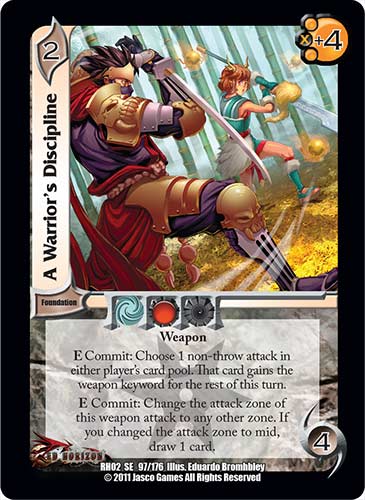 2
X +4
A Warrior's Discipline
Foundation
Weapon
E Commit: Choose 1 non-throw attack in
either player's card pool. That card gains the
weapon keyword for the rest of this turn.
E Commit: Change the attack zone of
this weapon attack to any other zone. If
you changed the attack zone to mid,
draw 1 card.
RED HORIZON
4
RH02 SE 97/176 Illus. Eduardo Bromhbley
© 2011 Jasco Games All Rights Reserved